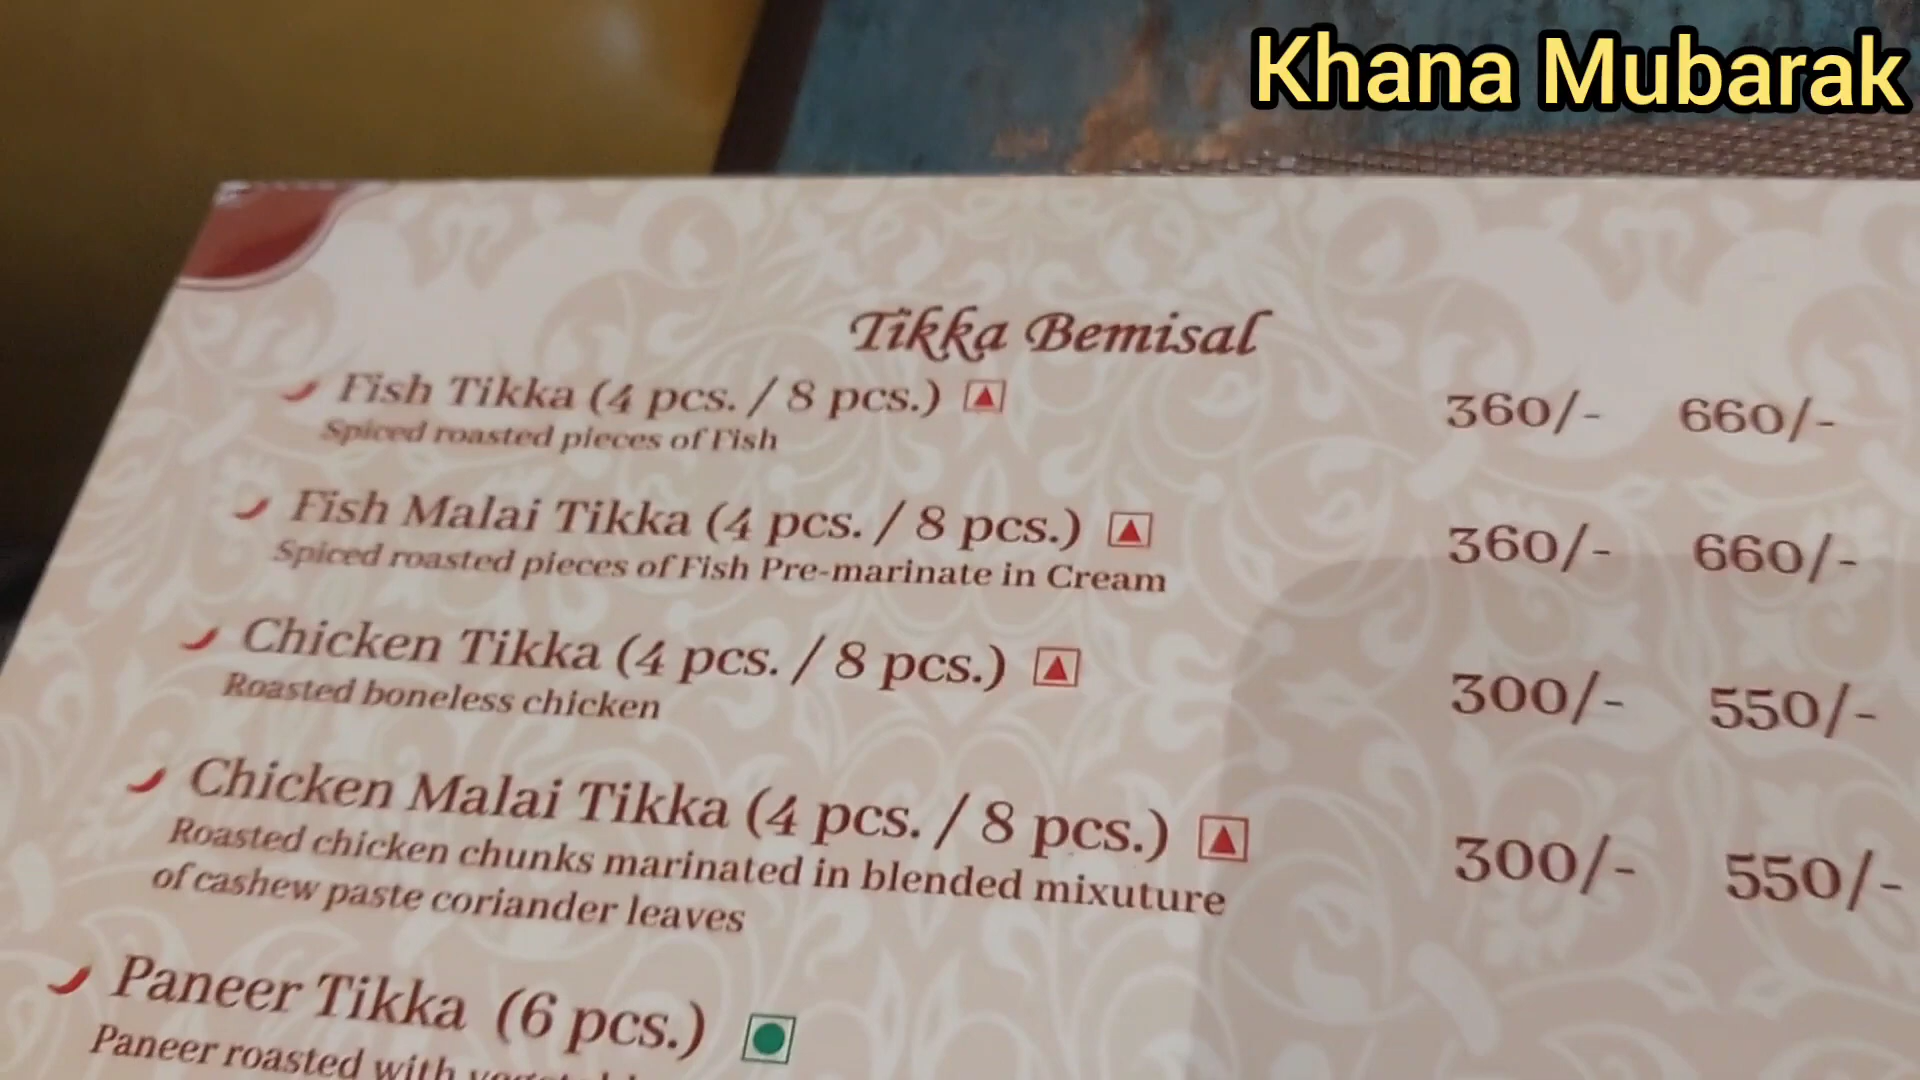 Khana Mubarak
Tikka Bemisal
Fish Tikka (4 pcs. / 8 pcs.) 360/- 660/-
Spiced roasted pieces of Fish
Fish Malai Tikka (4 pcs. / 8 pcs.) 360/- 660/-
Spiced roasted pieces of Fish Pre-marinate in Cream
Chicken Tikka (4 pcs. / 8 pcs.) 300/- 550/-
Roasted boneless chicken
Chicken Malai Tikka (4 pcs. / 8 pcs.) 300/- 550/-
Roasted chicken chunks marinated in blended mixuture
of cashew paste coriander leaves
Paneer Tikka (6 pcs.)
Paneer roasted with